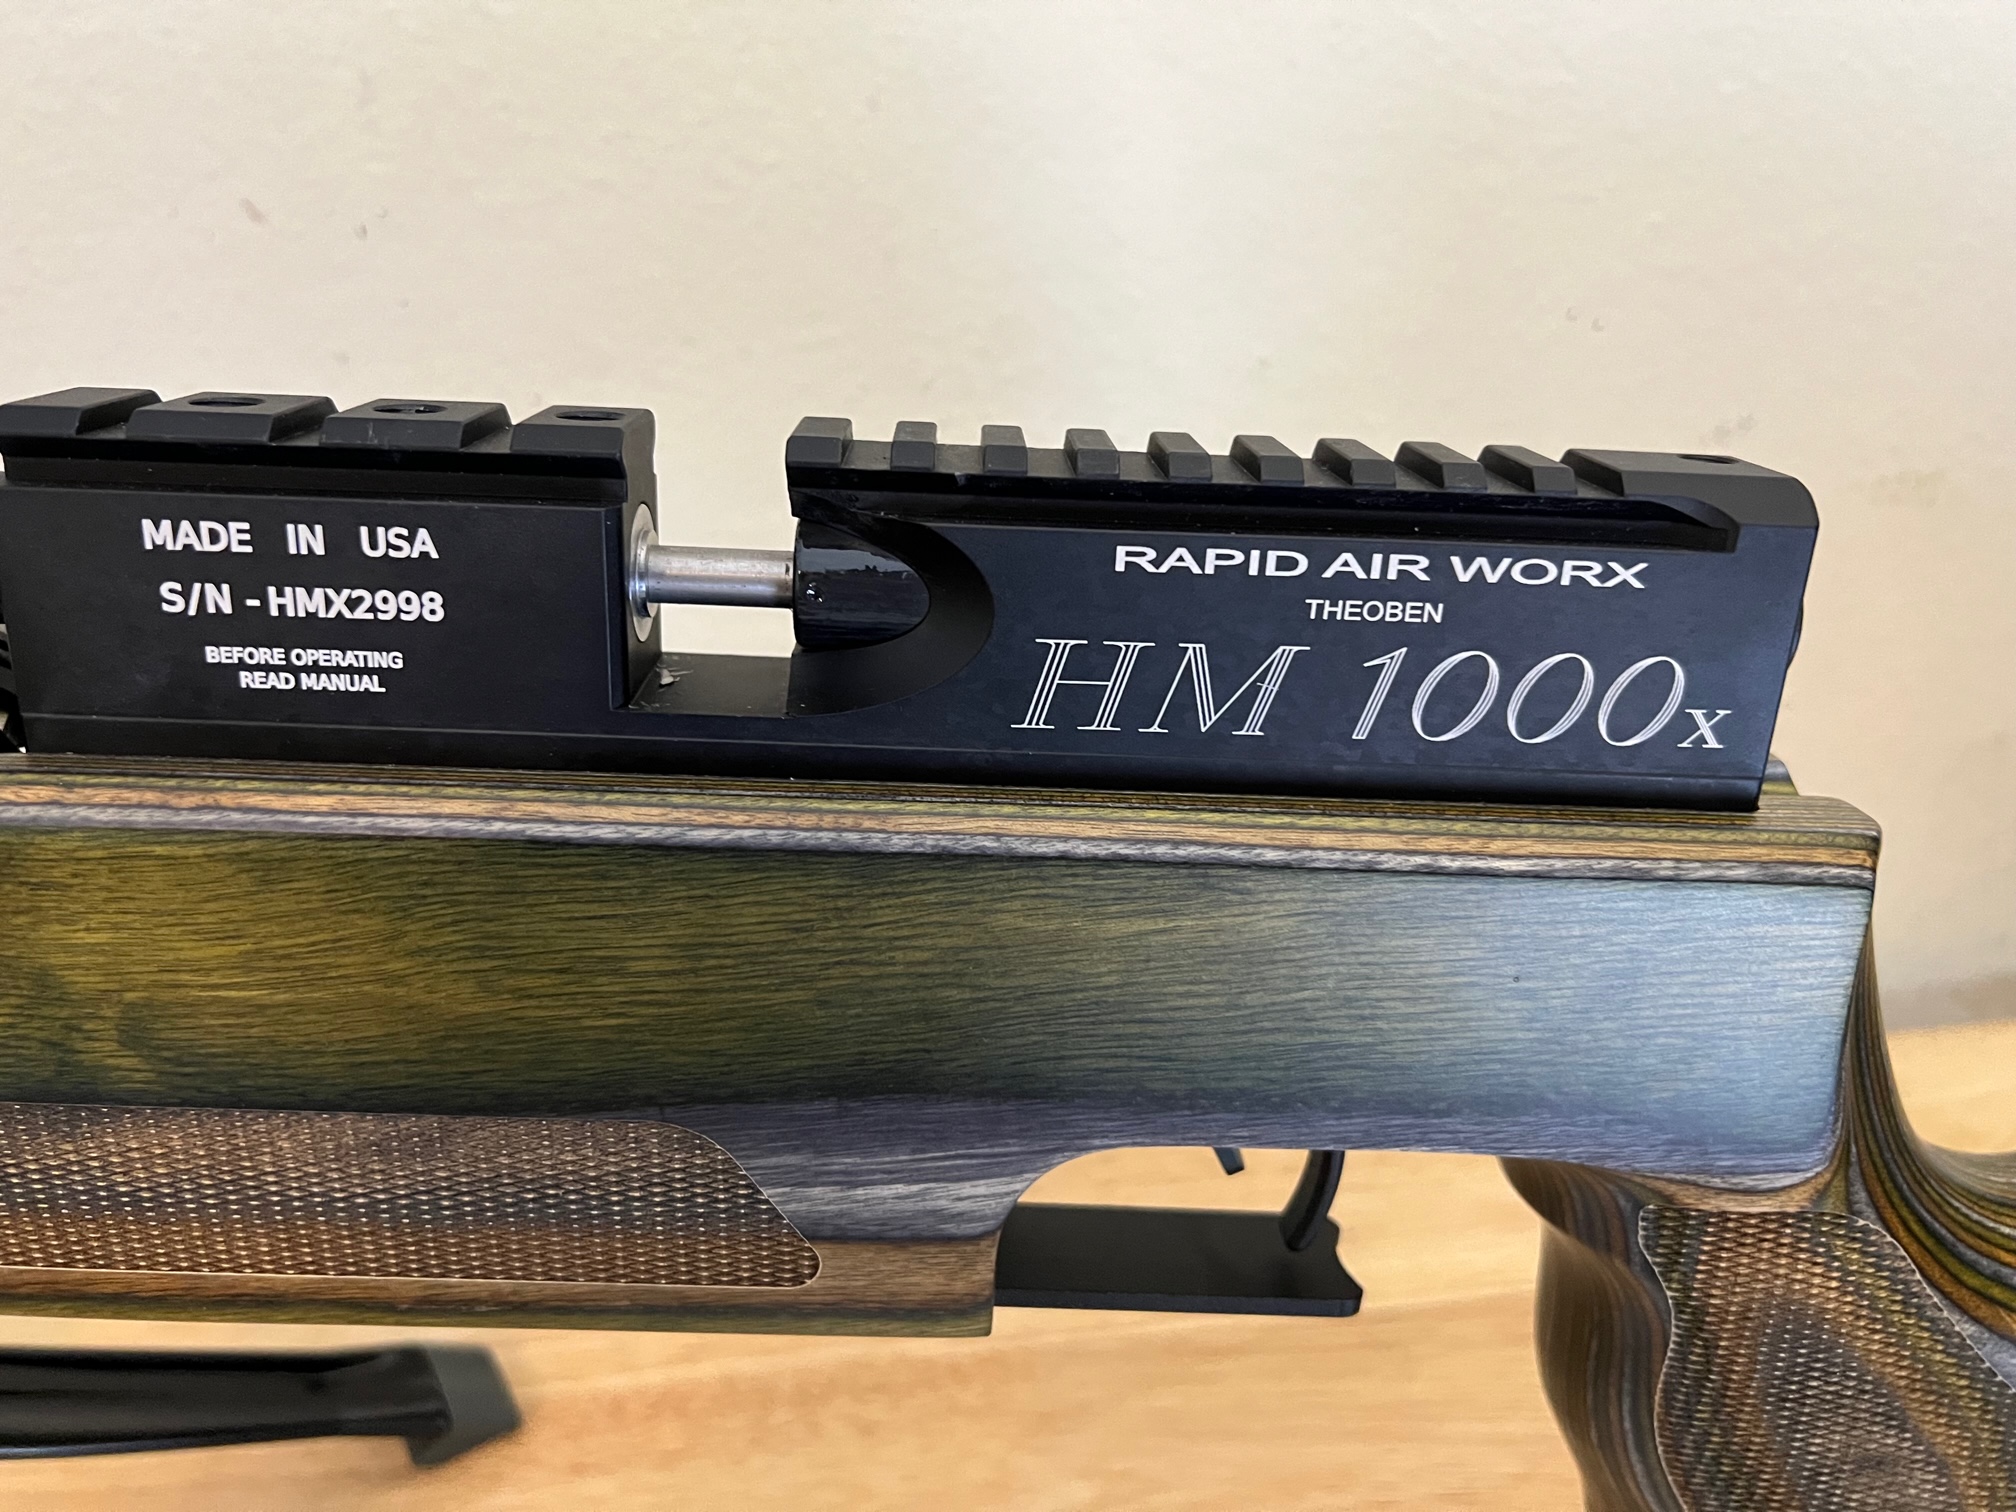 MADE IN USA
S/N - HMX2998
BEFORE OPERATING
READ MANUAL
RAPID AIR WORX
THEOBEN
HM 1000x